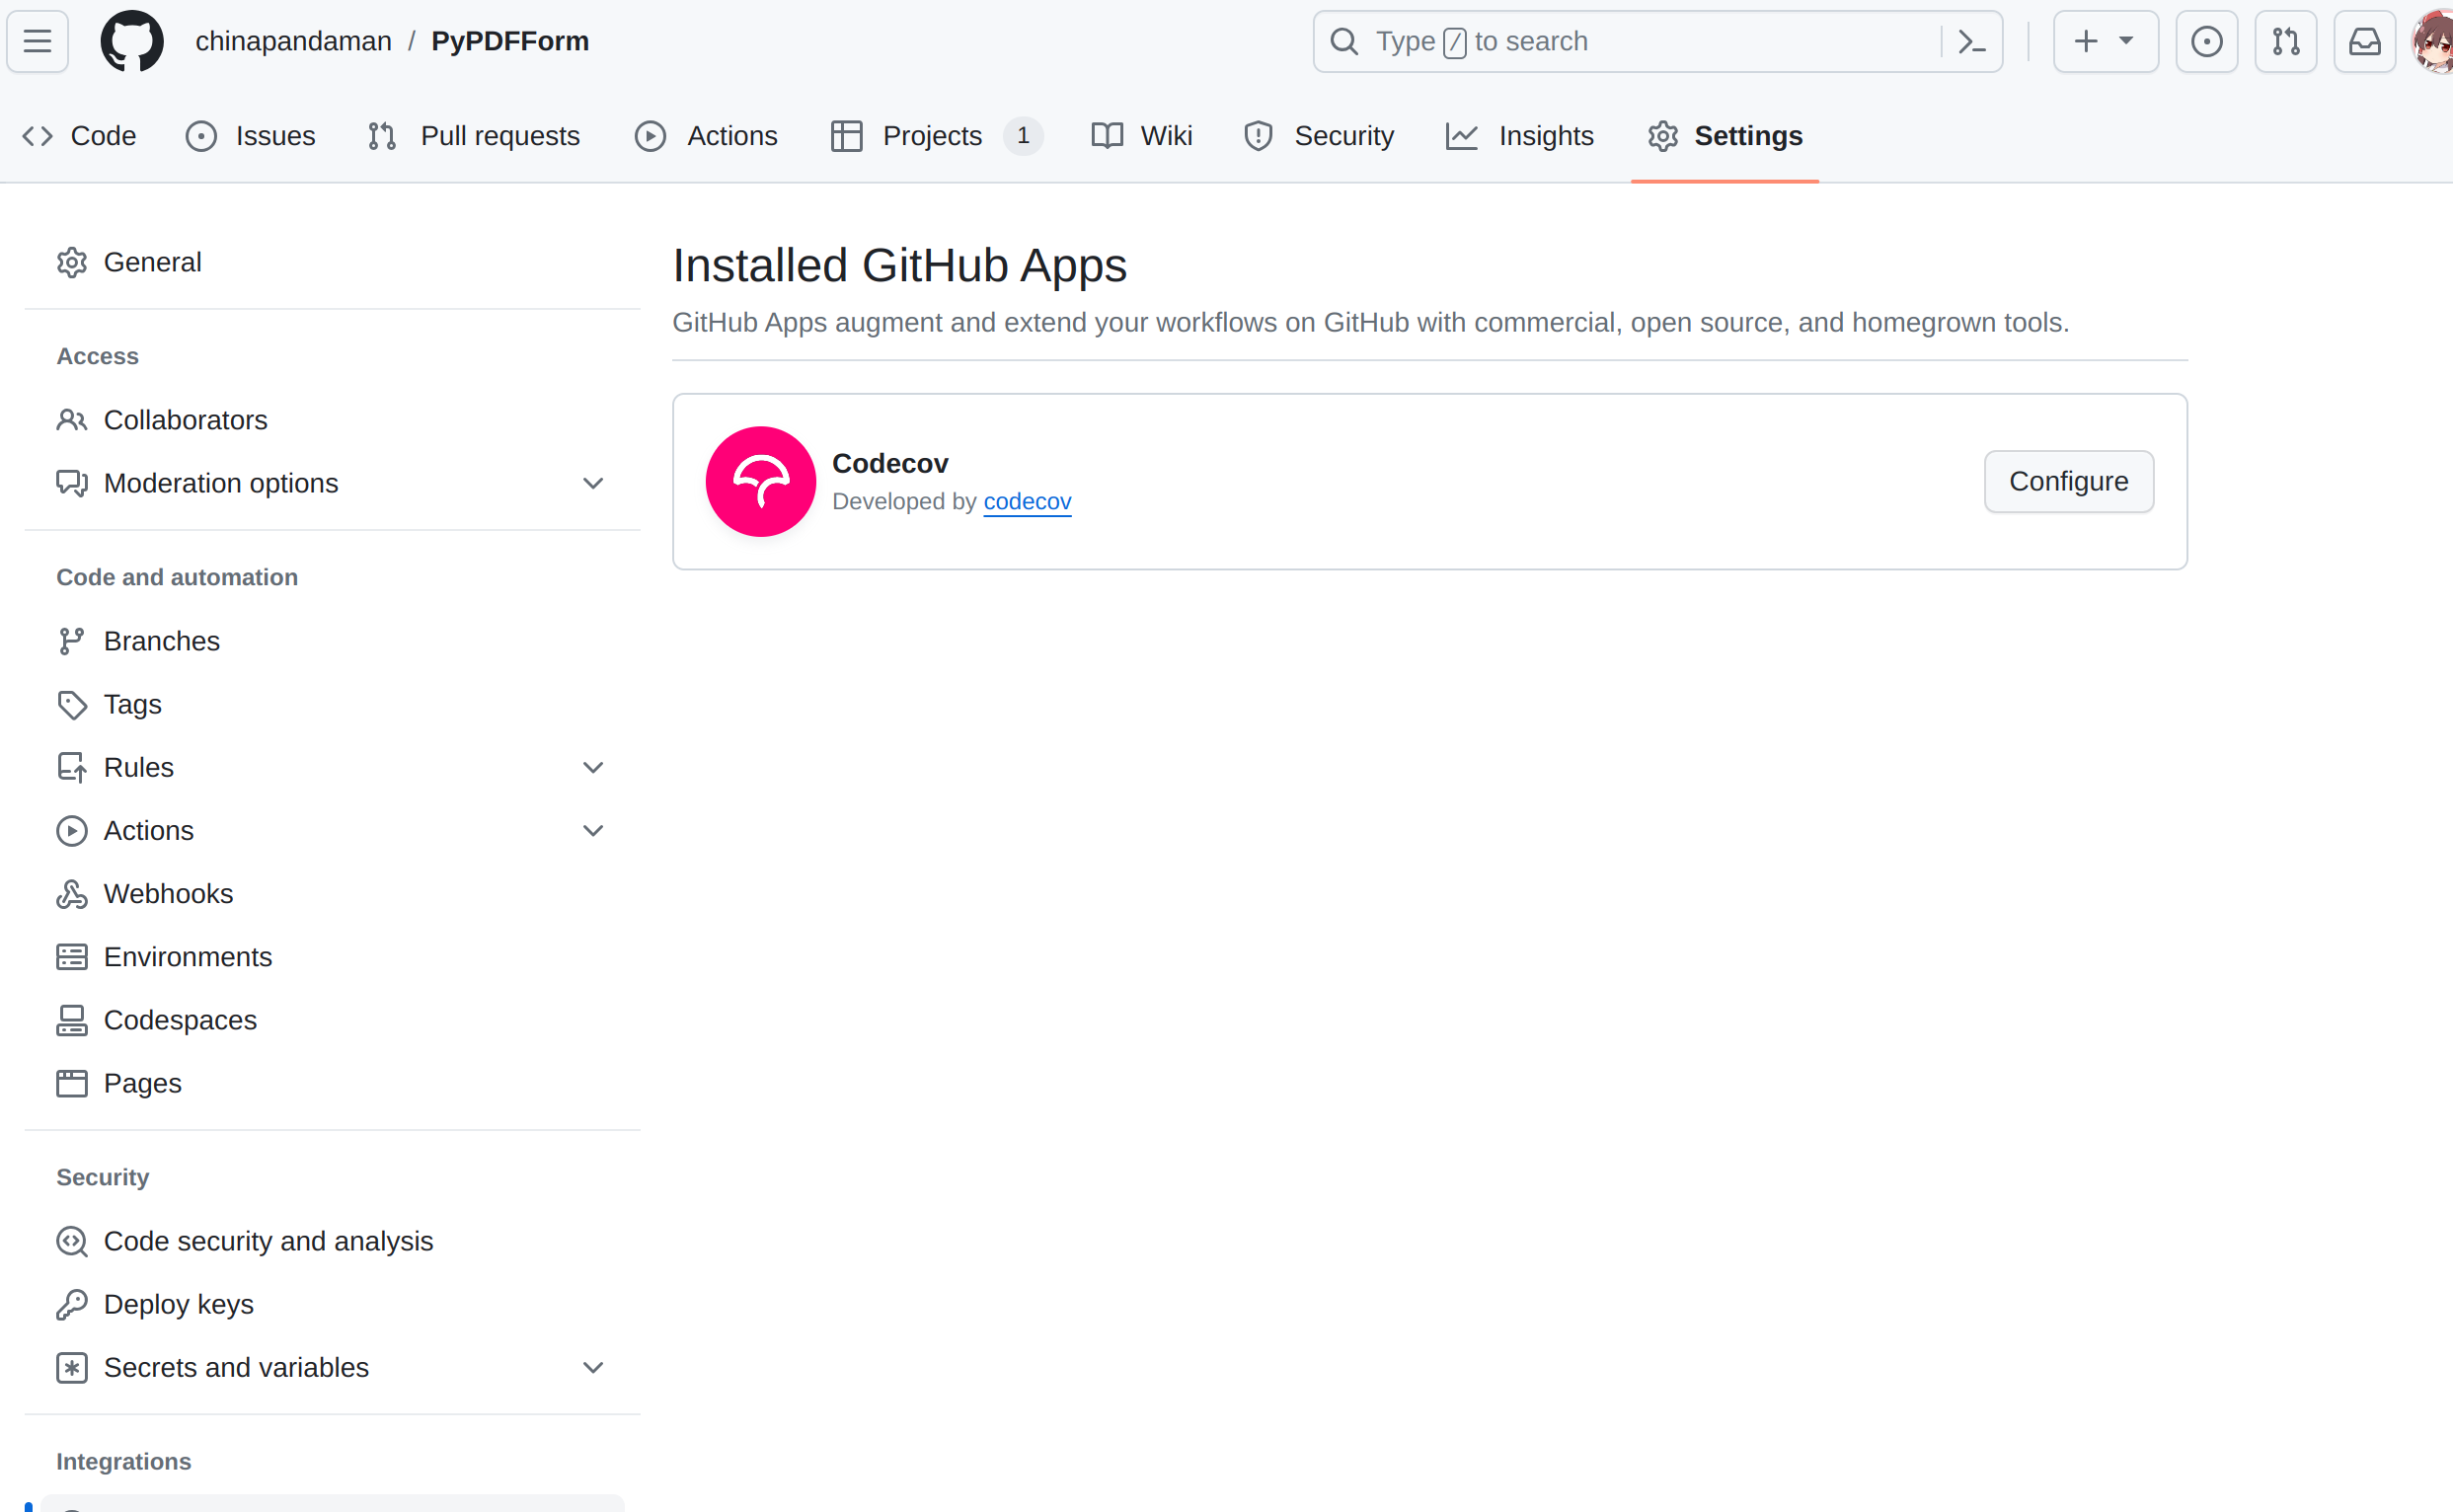 chinapandaman / PyPDFForm
Type / to search
Code
Issues
Pull requests
Actions
Projects 1
Wiki
Security
Insights
Settings
General
Access
Collaborators
Moderation options
Code and automation
Branches
Tags
Rules
Actions
Webhooks
Environments
Codespaces
Pages
Security
Code security and analysis
Deploy keys
Secrets and variables
Integrations
Installed GitHub Apps
GitHub Apps augment and extend your workflows on GitHub with commercial, open source, and homegrown tools.
Codecov
Developed by codecov
Configure